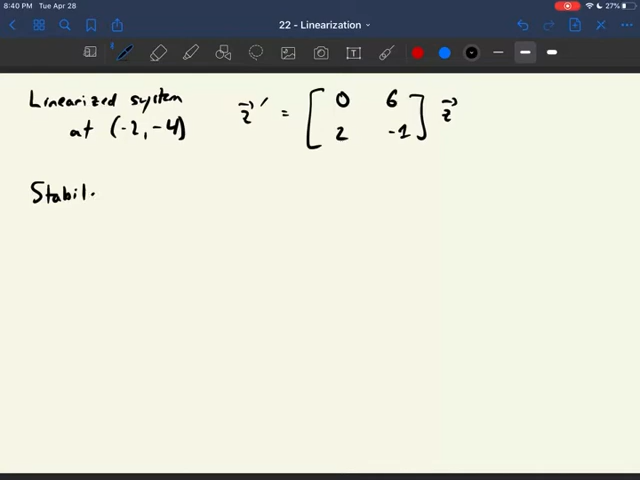 8:40 PM Tue Apr 28
27%
22 - Linearization
Linearized system
at (-2, -4)
z⃗' = [ 0 6 ] z⃗
[ 2 -1 ]
Stabil